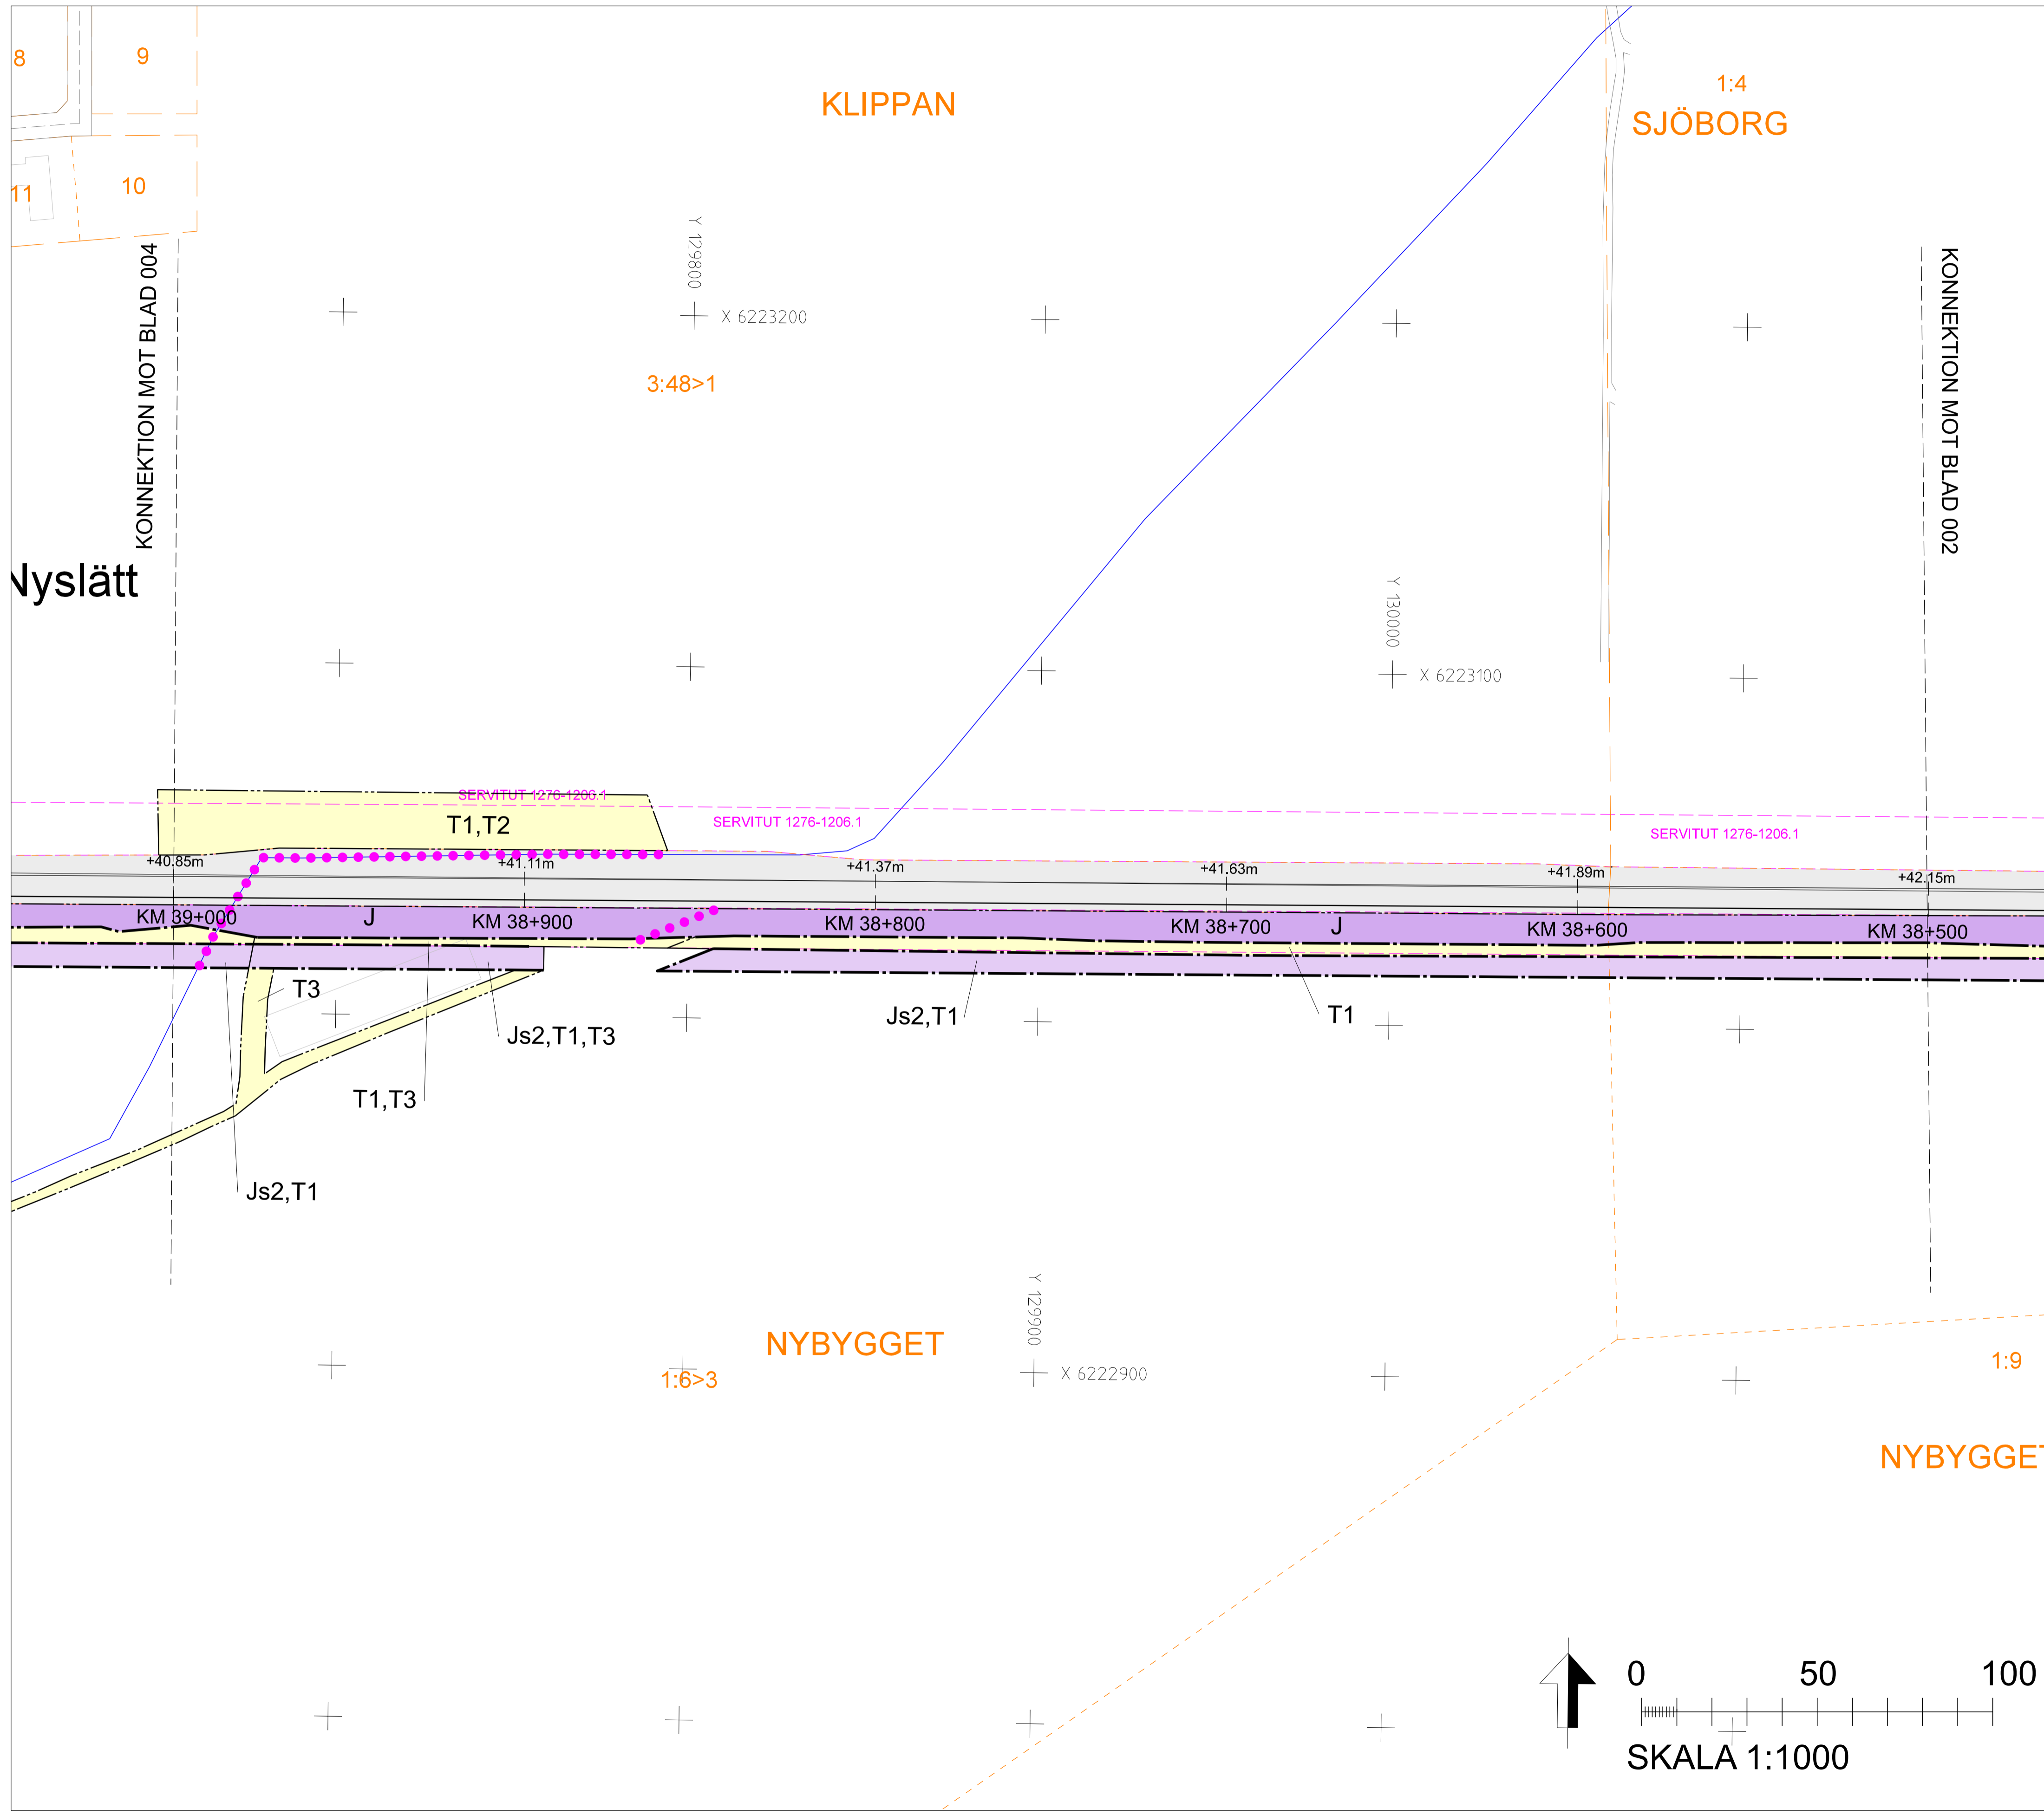 8
9
KLIPPAN
1:4
SJÖBORG
11
10
KONNEKTION MOT BLAD 004
Y 129800
X 6223200
KONNEKTION MOT BLAD 002
3:48>1
Nyslätt
Y 130000
X 6223100
SERVITUT 1276-1206.1
T1,T2
SERVITUT 1276-1206.1
SERVITUT 1276-1206.1
+40.85m
+41.11m
+41.37m
+41.63m
+41.89m
+42.15m
KM 39+000
J
KM 38+900
KM 38+800
KM 38+700
J
KM 38+600
KM 38+500
T3
Js2,T1,T3
Js2,T1
T1
T1,T3
Js2,T1
Y 129900
X 6222900
NYBYGGET
1:6>3
1:9
NYBYGGET
0 50 100
SKALA 1:1000